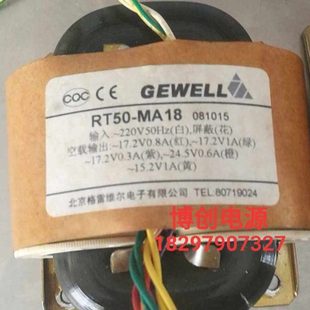 CQC CE GEWELL
RT50-MA18 081015
输入:~220V50Hz(白),屏蔽(花)
空载输出:~17.2V0.8A(红),~17.2V1A(绿)
~17.2V0.3A(紫),~24.5V0.6A(橙)
~15.2V1A(黄)
北京格雷维尔电子有限公司 TEL 80719024
博创电源
18297907327